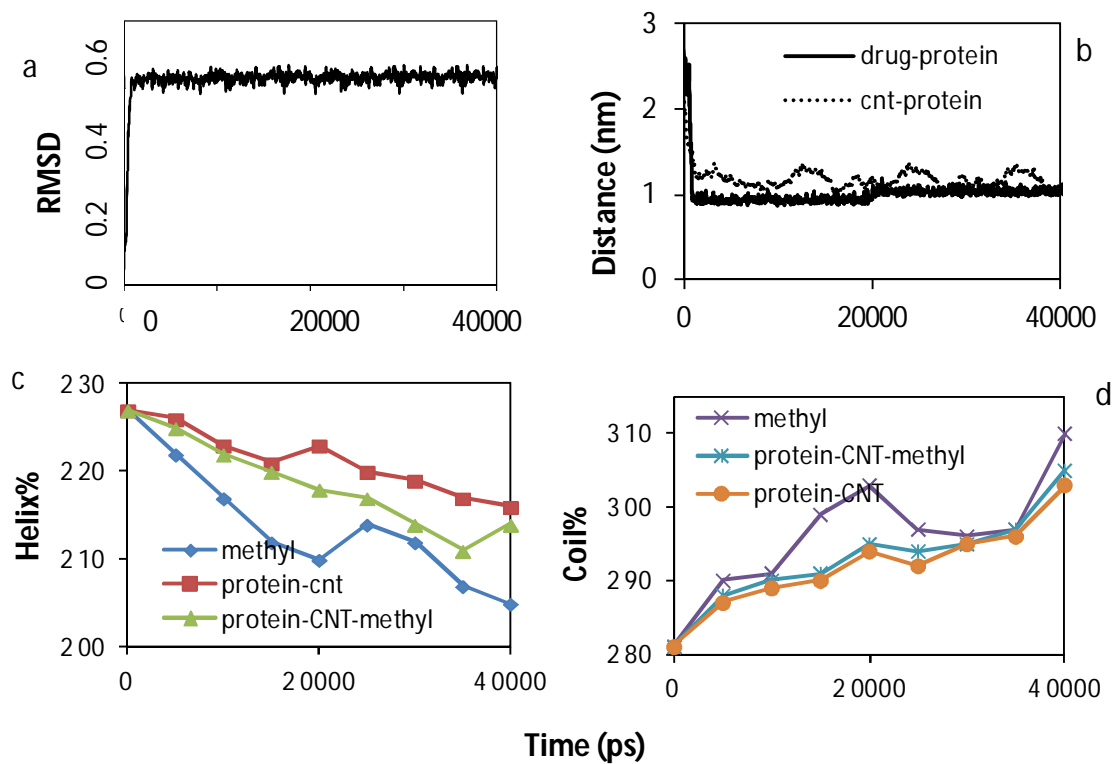 a
RMSD
0.6
0.4
0.2
0
0
20000
40000
b
Distance (nm)
3
2
1
0
drug-protein
cnt-protein
0
20000
40000
c
Helix%
2 30
2 20
2 10
2 00
methyl
protein-cnt
protein-CNT-methyl
0
2 0000
4 0000
d
Coil%
310
300
290
2 80
methyl
protein-CNT-methyl
protein-CNT
0
2 0000
4 0000
Time (ps)